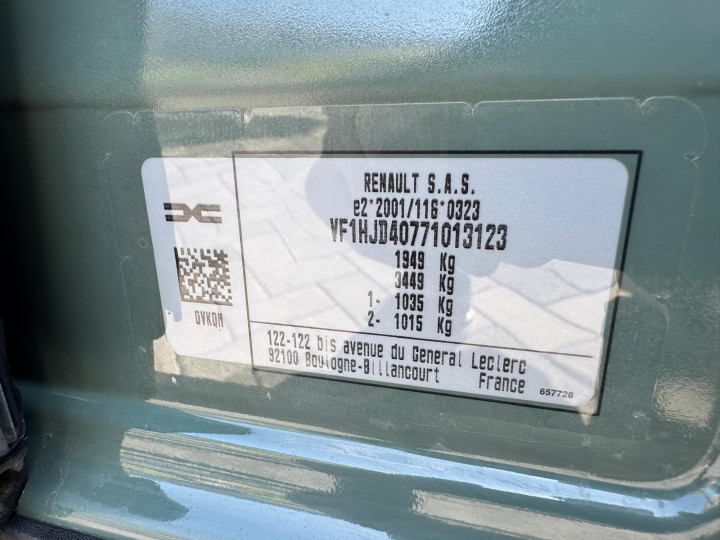 RENAULT S.A.S.
e2*2001/116*0323
VF1HJD40771013123
1949 Kg
3449 Kg
1- 1035 Kg
2- 1015 Kg
OVKQN
122-122 bis avenue du General Leclerc
92100 Boulogne-Billancourt France
657728